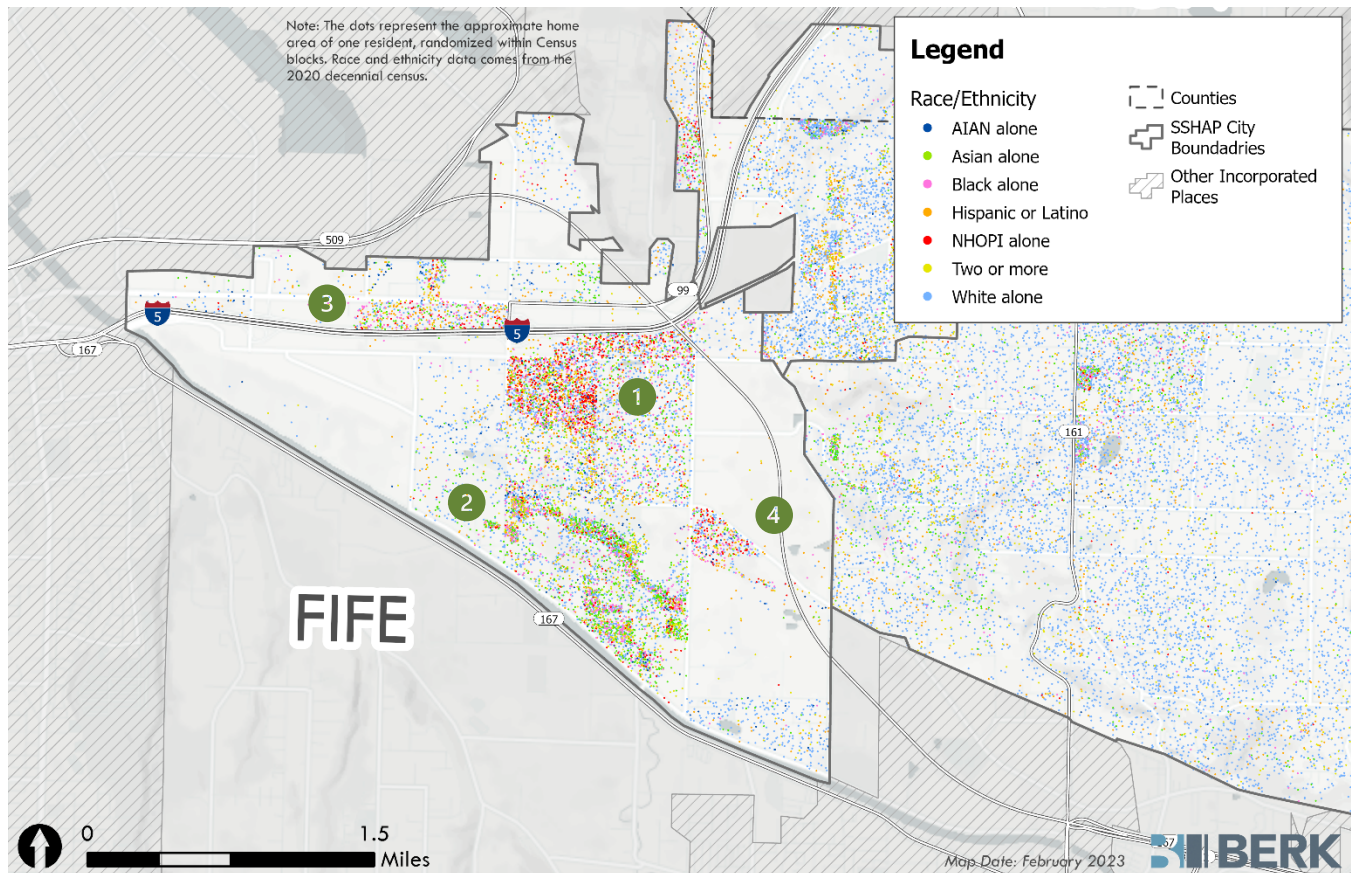 Note: The dots represent the approximate home
area of one resident, randomized within Census
blocks. Race and ethnicity data comes from the
2020 decennial census.
Legend
Race/Ethnicity
AIAN alone
Asian alone
Black alone
Hispanic or Latino
NHOPI alone
Two or more
White alone
Counties
SSHAP City
Boundadries
Other Incorporated
Places
509
99
3
5
5
167
1
161
2
4
FIFE
167
0
1.5
Miles
Map Date: February 2023
167
BERK